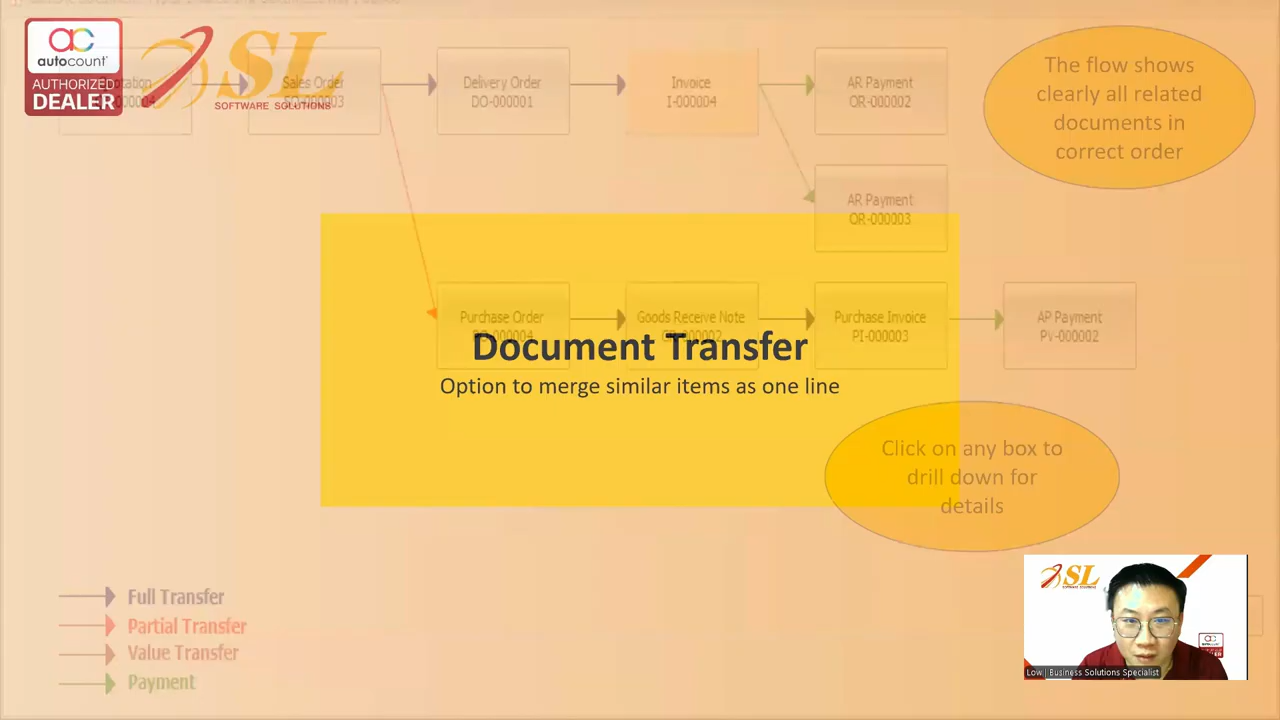 ac
autocount
AUTHORIZED
DEALER
SL
SOFTWARE SOLUTIONS
Sales Order
Delivery Order
DO-000001
Invoice
I-000004
AR Payment
OR-000002
The flow shows
clearly all related
documents in
correct order
AR Payment
OR-000003
Purchase Order
Goods Receive Note
Purchase Invoice
PI-000003
AP Payment
PV-000002
Document Transfer
Option to merge similar items as one line
Click on any box to
drill down for
details
Full Transfer
Partial Transfer
Value Transfer
Payment
SL
Low | Business Solutions Specialist